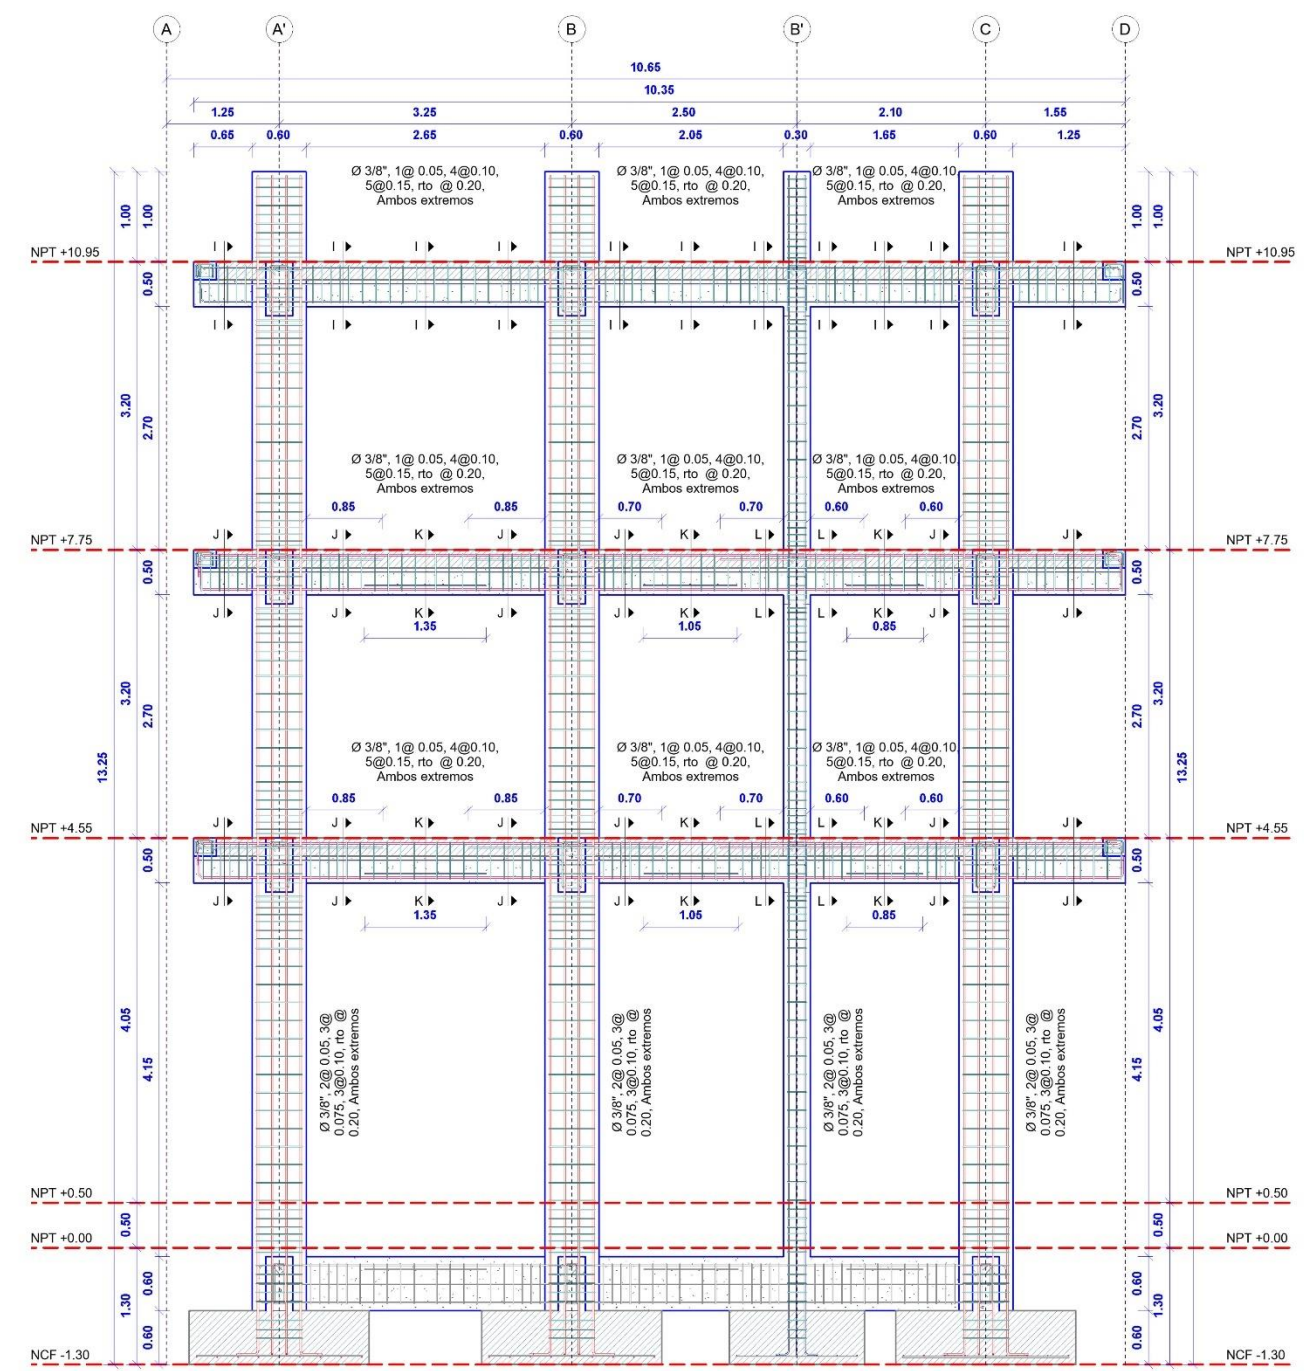 A A' B B' C D
10.65
10.35
1.25 3.25 2.50 2.10 1.55
0.65 0.60 2.65 0.60 2.05 0.30 1.65 0.60 1.25
Ø 3/8", 1@ 0.05, 4@0.10,
5@0.15, rto @ 0.20,
Ambos extremos
Ø 3/8", 1@ 0.05, 4@0.10,
5@0.15, rto @ 0.20,
Ambos extremos
Ø 3/8", 1@ 0.05, 4@0.10,
5@0.15, rto @ 0.20,
Ambos extremos
1.00 1.00 1.00 1.00
NPT +10.95 I I I I I I I I I I I NPT +10.95
0.50 0.50
I I I I I I I I I I I
3.20 2.70 2.70 3.20
Ø 3/8", 1@ 0.05, 4@0.10,
5@0.15, rto @ 0.20,
Ambos extremos
Ø 3/8", 1@ 0.05, 4@0.10,
5@0.15, rto @ 0.20,
Ambos extremos
Ø 3/8", 1@ 0.05, 4@0.10,
5@0.15, rto @ 0.20,
Ambos extremos
0.85 0.85 0.70 0.70 0.60 0.60
NPT +7.75 J J K J J K L L K J J NPT +7.75
0.50 0.50
J J K J J K L L K J J
1.35 1.05 0.85
3.20 2.70 2.70 3.20
13.25 13.25
Ø 3/8", 1@ 0.05, 4@0.10,
5@0.15, rto @ 0.20,
Ambos extremos
Ø 3/8", 1@ 0.05, 4@0.10,
5@0.15, rto @ 0.20,
Ambos extremos
Ø 3/8", 1@ 0.05, 4@0.10,
5@0.15, rto @ 0.20,
Ambos extremos
0.85 0.85 0.70 0.70 0.60 0.60
NPT +4.55 J J K J J K L L K J J NPT +4.55
0.50 0.50
J J K J J K L L K J J
1.35 1.05 0.85
4.05 4.15 4.15 4.05
Ø 3/8", 2@ 0.05, 3@
0.075, 3@0.10, rto @
0.20, Ambos extremos
Ø 3/8", 2@ 0.05, 3@
0.075, 3@0.10, rto @
0.20, Ambos extremos
Ø 3/8", 2@ 0.05, 3@
0.075, 3@0.10, rto @
0.20, Ambos extremos
Ø 3/8", 2@ 0.05, 3@
0.075, 3@0.10, rto @
0.20, Ambos extremos
NPT +0.50 NPT +0.50
0.50 0.50
NPT +0.00 NPT +0.00
1.30 0.60 0.60 1.30
0.60 0.60
NCF -1.30 NCF -1.30